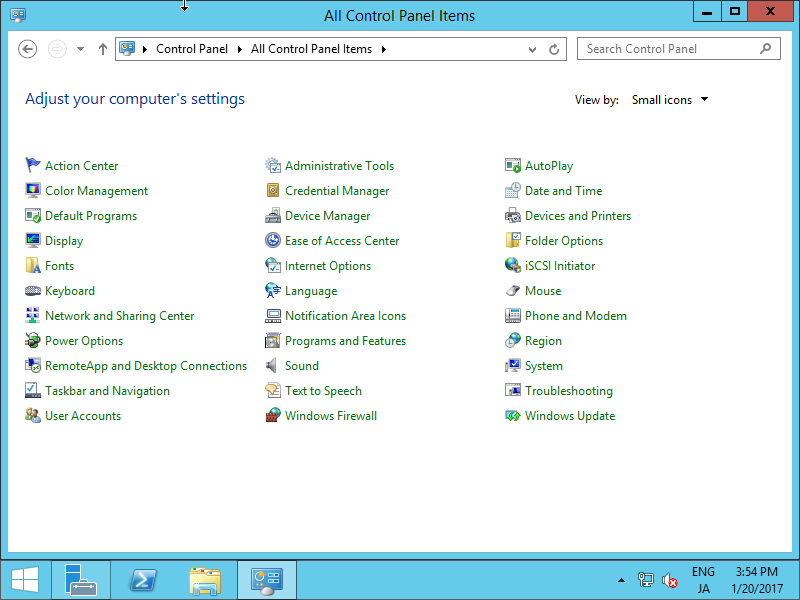 All Control Panel Items
Control Panel All Control Panel Items
Search Control Panel
Adjust your computer's settings
View by: Small icons
Action Center Administrative Tools AutoPlay
Color Management Credential Manager Date and Time
Default Programs Device Manager Devices and Printers
Display Ease of Access Center Folder Options
Fonts Internet Options iSCSI Initiator
Keyboard Language Mouse
Network and Sharing Center Notification Area Icons Phone and Modem
Power Options Programs and Features Region
RemoteApp and Desktop Connections Sound System
Taskbar and Navigation Text to Speech Troubleshooting
User Accounts Windows Firewall Windows Update
ENG 3:54 PM
JA 1/20/2017